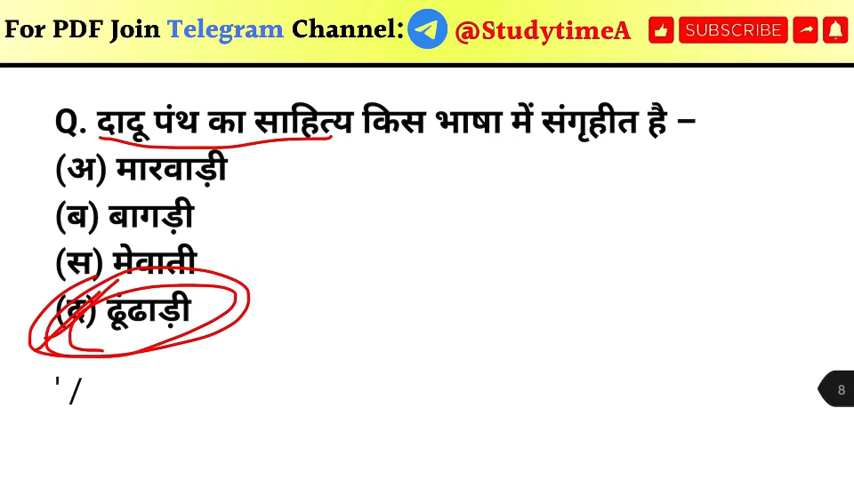 For PDF Join Telegram Channel: @StudytimeA SUBSCRIBE
Q. दादू पंथ का साहित्य किस भाषा में संगृहीत है –
(अ) मारवाड़ी
(ब) बागड़ी
(स) मेवाती
(द) ढूंढाड़ी
' /
8